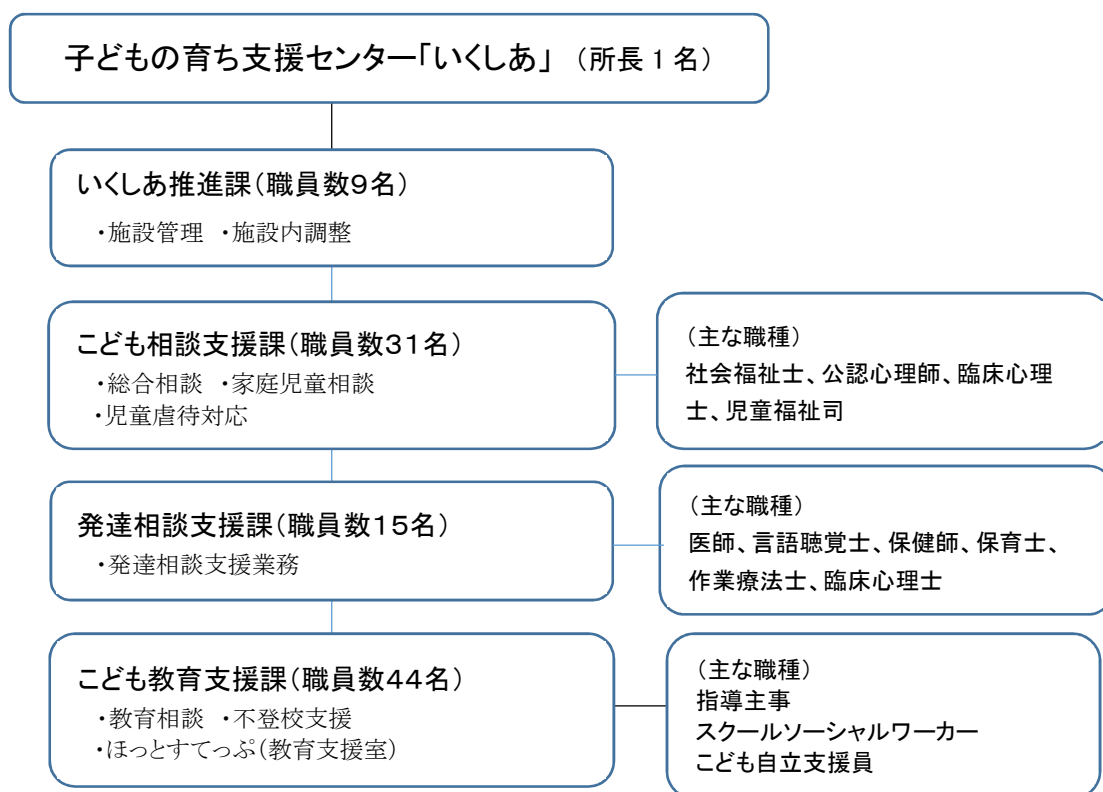 子どもの育ち支援センター「いくしあ」 （所長１名）
いくしあ推進課（職員数９名）
・施設管理 ・施設内調整
こども相談支援課（職員数３１名）
・総合相談 ・家庭児童相談
・児童虐待対応
（主な職種）
社会福祉士、公認心理師、臨床心理
士、児童福祉司
発達相談支援課（職員数１５名）
・発達相談支援業務
（主な職種）
医師、言語聴覚士、保健師、保育士、
作業療法士、臨床心理士
こども教育支援課（職員数４４名）
・教育相談 ・不登校支援
・ほっとすてっぷ（教育支援室）
（主な職種）
指導主事
スクールソーシャルワーカー
こども自立支援員